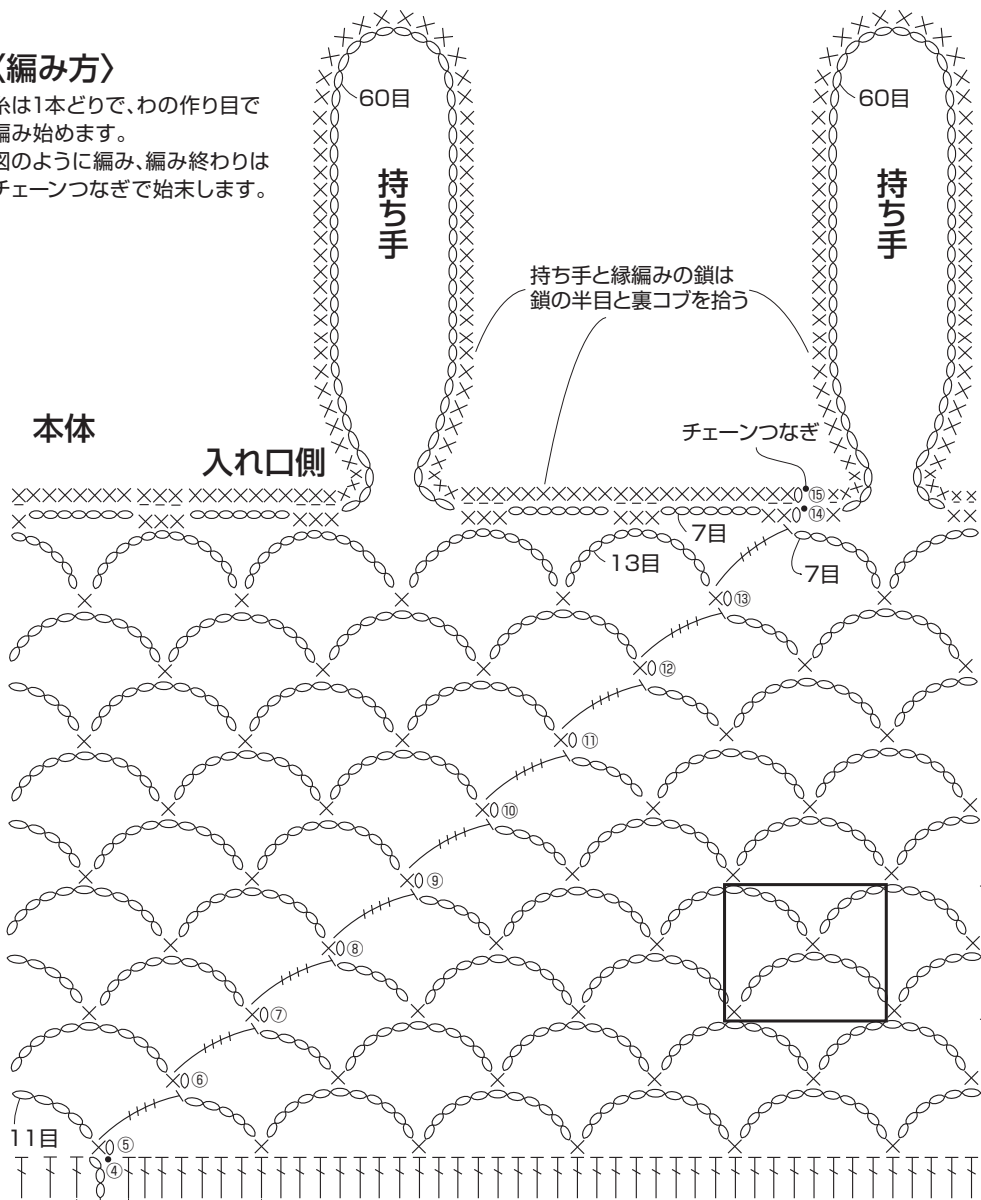 〈編み方〉
糸は1本どりで、わの作り目で
編み始めます。
図のように編み、編み終わりは
チェーンつなぎで始末します。
60目
60目
持ち手
持ち手
持ち手と縁編みの鎖は
鎖の半目と裏コブを拾う
本体
入れ口側
チェーンつなぎ
⑮
⑭
7目
13目
7目
⑬
⑫
⑪
⑩
⑨
⑧
⑦
⑥
11目
⑤
④